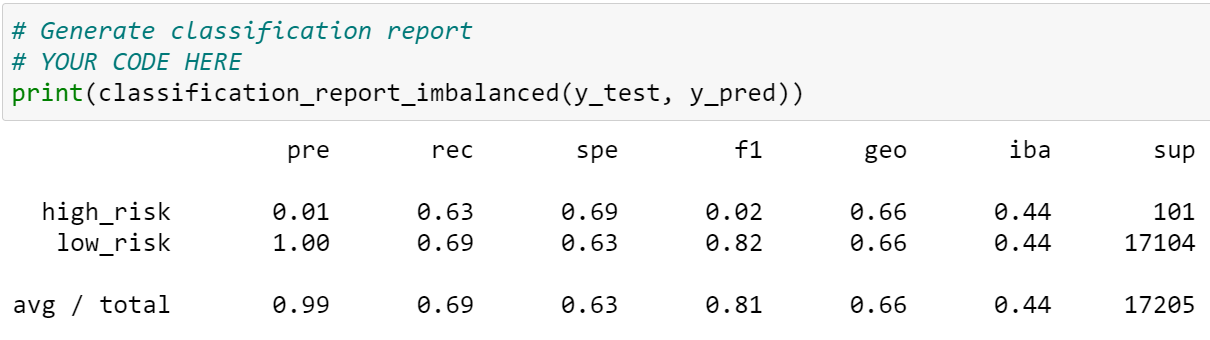 # Generate classification report
# YOUR CODE HERE
print(classification_report_imbalanced(y_test, y_pred))
pre rec spe f1 geo iba sup
high_risk 0.01 0.63 0.69 0.02 0.66 0.44 101
low_risk 1.00 0.69 0.63 0.82 0.66 0.44 17104
avg / total 0.99 0.69 0.63 0.81 0.66 0.44 17205